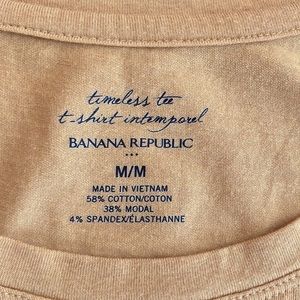 timeless tee
t-shirt intemporel
BANANA REPUBLIC
M/M
MADE IN VIETNAM
58% COTTON/COTON
38% MODAL
4% SPANDEX/ÉLASTHANNE